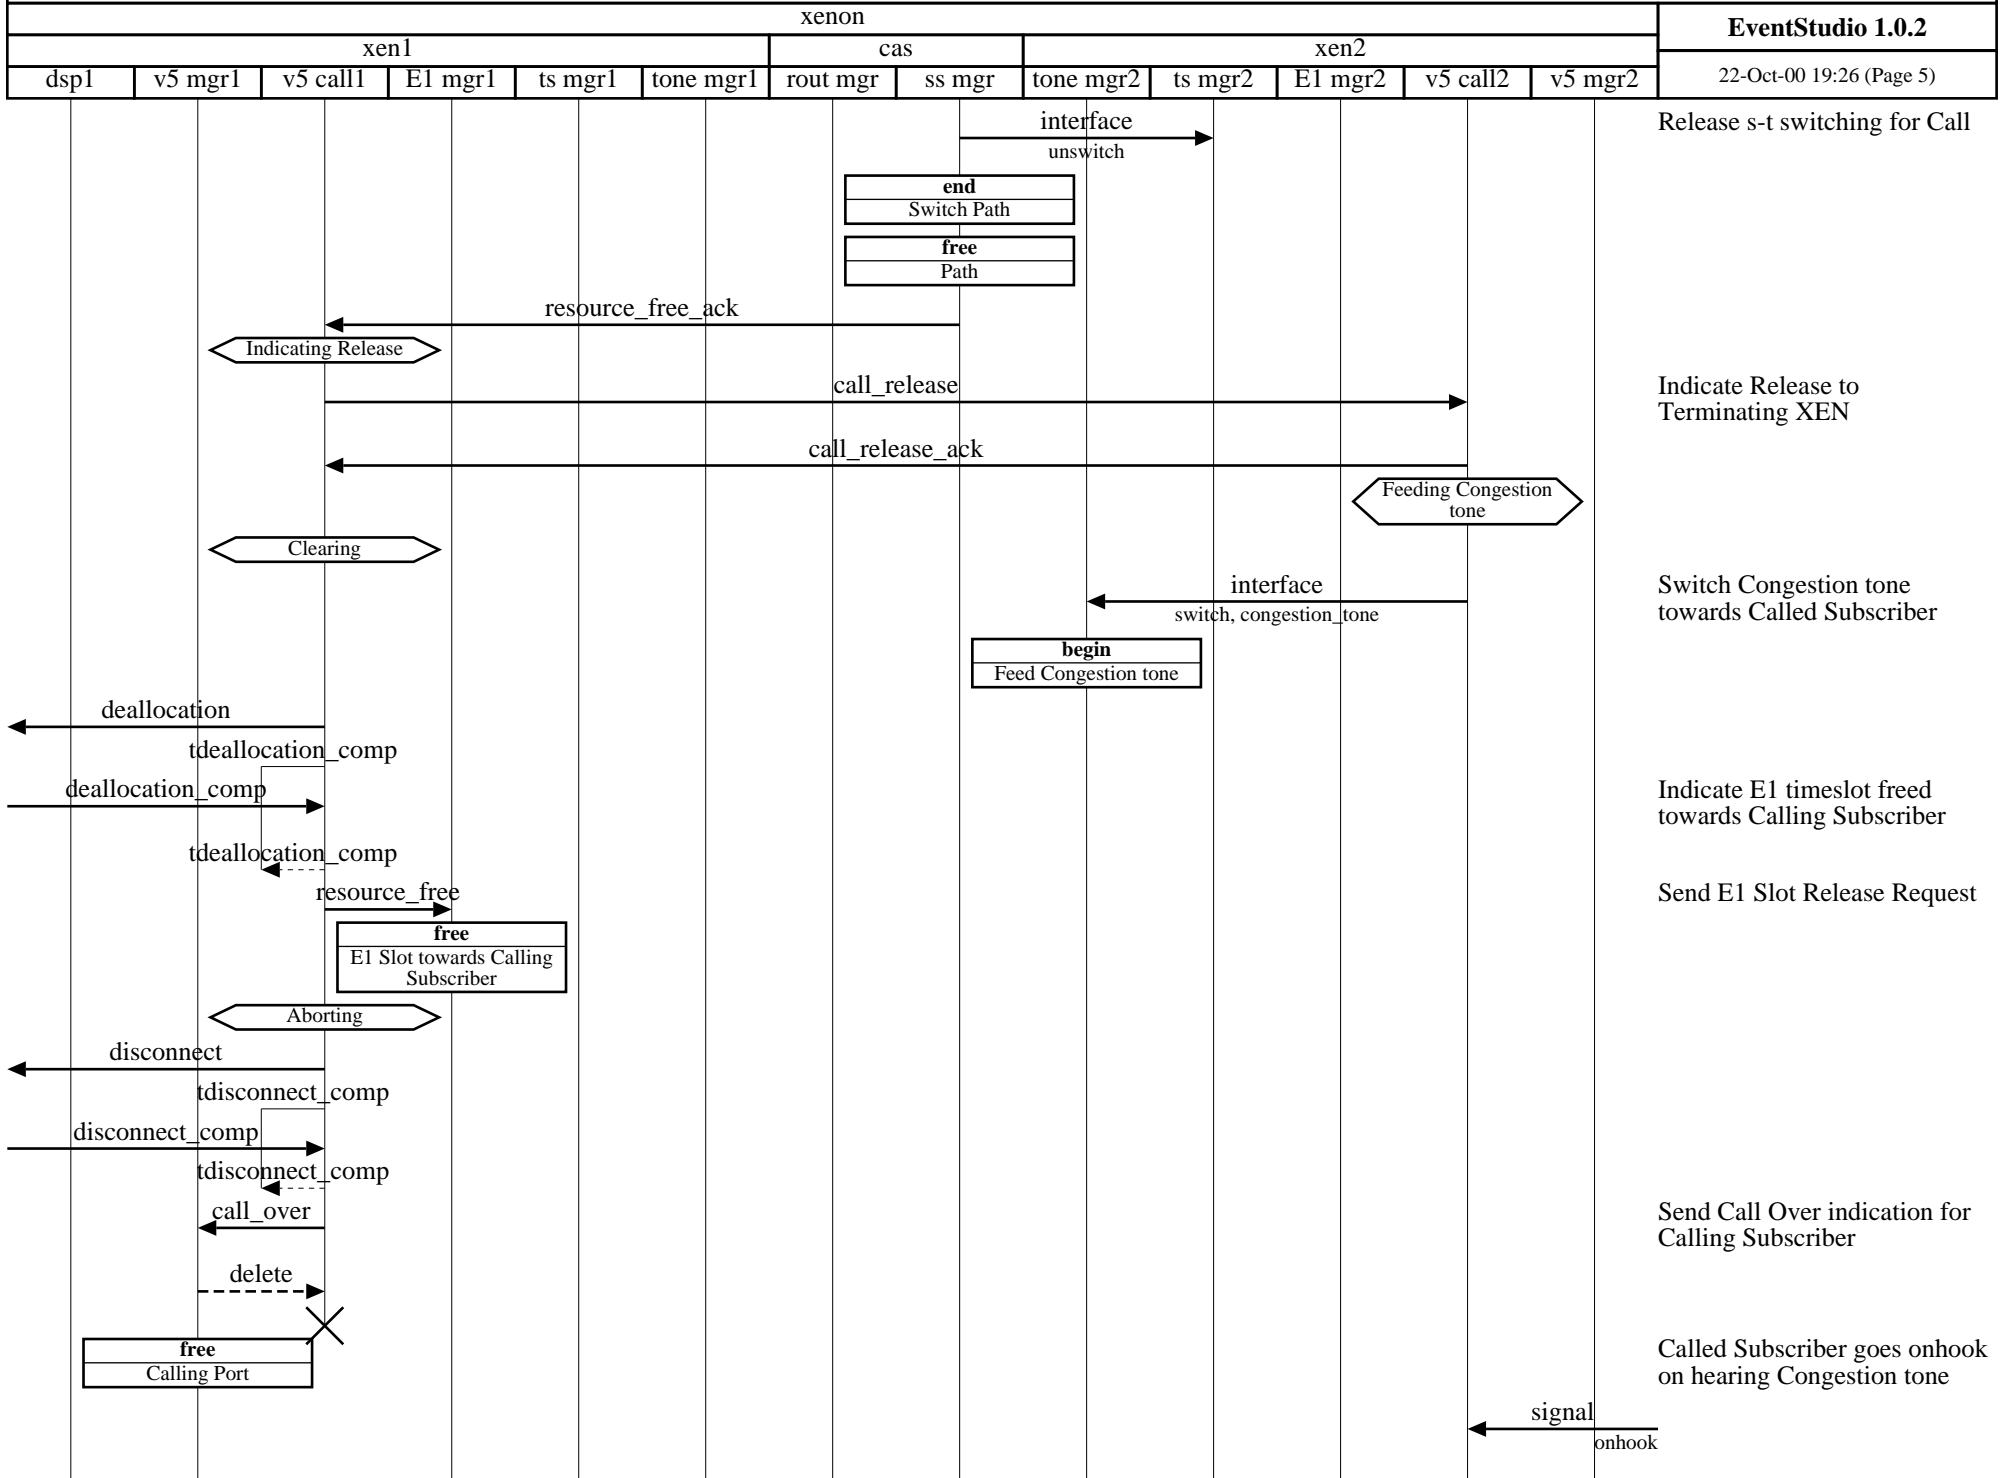 xenon
EventStudio 1.0.2
xen1
cas
xen2
22-Oct-00 19:26 (Page 5)
dsp1
v5 mgr1
v5 call1
E1 mgr1
ts mgr1
tone mgr1
rout mgr
ss mgr
tone mgr2
ts mgr2
E1 mgr2
v5 call2
v5 mgr2
interface
Release s-t switching for Call
unswitch
end
Switch Path
free
Path
resource_free_ack
Indicating Release
call_release
Indicate Release to
Terminating XEN
call_release_ack
Feeding Congestion
tone
Clearing
interface
Switch Congestion tone
towards Called Subscriber
switch, congestion_tone
begin
Feed Congestion tone
deallocation
tdeallocation_comp
deallocation_comp
Indicate E1 timeslot freed
towards Calling Subscriber
tdeallocation_comp
resource_free
Send E1 Slot Release Request
free
E1 Slot towards Calling
Subscriber
Aborting
disconnect
tdisconnect_comp
disconnect_comp
tdisconnect_comp
call_over
Send Call Over indication for
Calling Subscriber
delete
free
Calling Port
Called Subscriber goes onhook
on hearing Congestion tone
signal
onhook